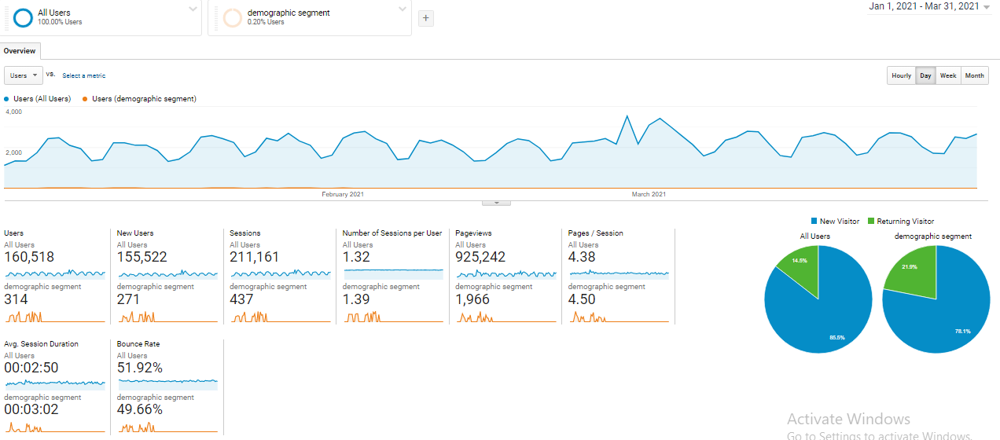 All Users
100.00% Users
demographic segment
0.20% Users
+
Jan 1, 2021 - Mar 31, 2021
Overview
Users
VS.
Select a metric
Hourly
Day
Week
Month
Users (All Users)
Users (demographic segment)
4,000
2,000
February 2021
March 2021
New Visitor
Returning Visitor
Users
All Users
160,518
demographic segment
314
New Users
All Users
155,522
demographic segment
271
Sessions
All Users
211,161
demographic segment
437
Number of Sessions per User
All Users
1.32
demographic segment
1.39
Pageviews
All Users
925,242
demographic segment
1,966
Pages / Session
All Users
4.38
demographic segment
4.50
All Users
14.5%
85.5%
demographic segment
21.9%
78.1%
Avg. Session Duration
All Users
00:02:50
demographic segment
00:03:02
Bounce Rate
All Users
51.92%
demographic segment
49.66%
Activate Windows
Go to Settings to activate Windows.